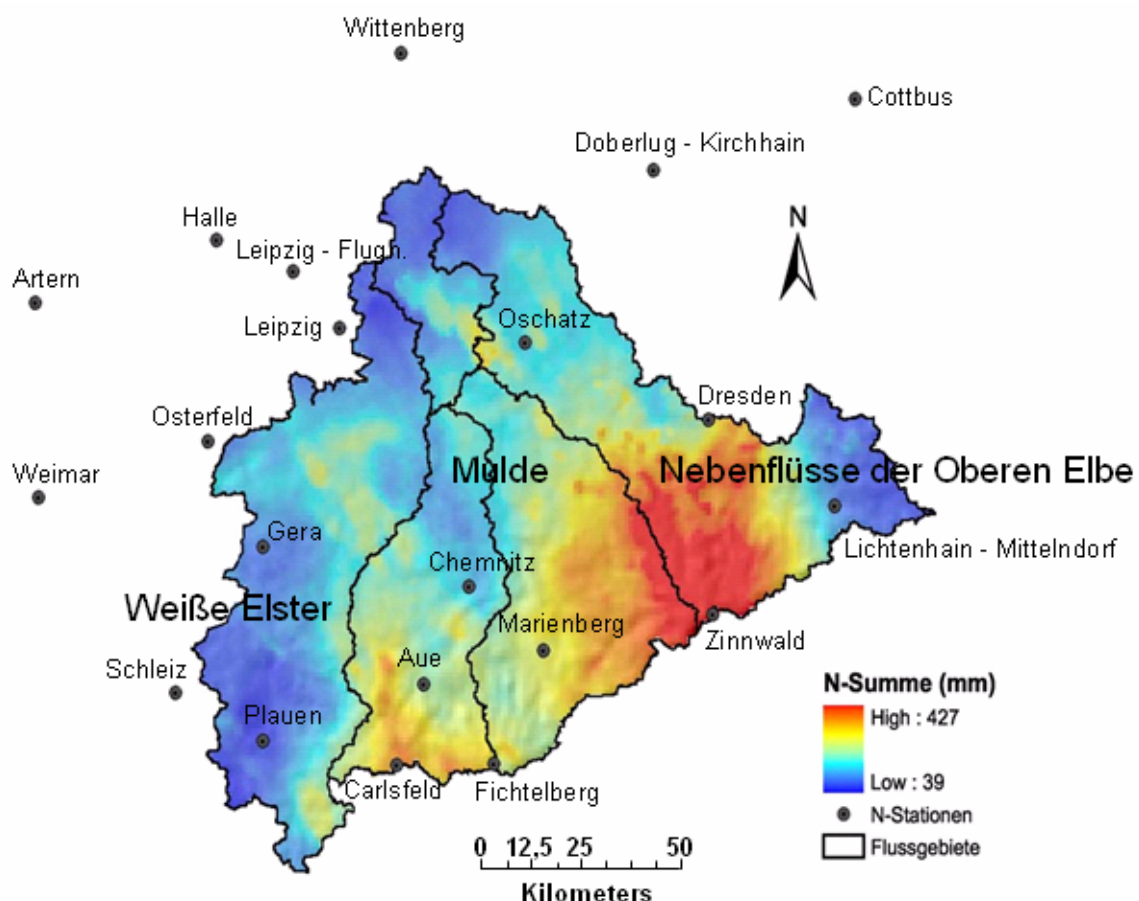 Wittenberg
Cottbus
Doberlug - Kirchhain
N
Halle
Leipzig - Flugh.
Artern
Leipzig
Oschatz
Dresden
Osterfeld
Mulde
Nebenflüsse der Oberen Elbe
Weimar
Gera
Lichtenhain - Mittelndorf
Chemnitz
Weiße Elster
Marienberg
Zinnwald
Aue
Schleiz
Plauen
Carlsfeld
Fichtelberg
N-Summe (mm)
High : 427
Low : 39
N-Stationen
Flussgebiete
0 12,5 25 50
Kilometers